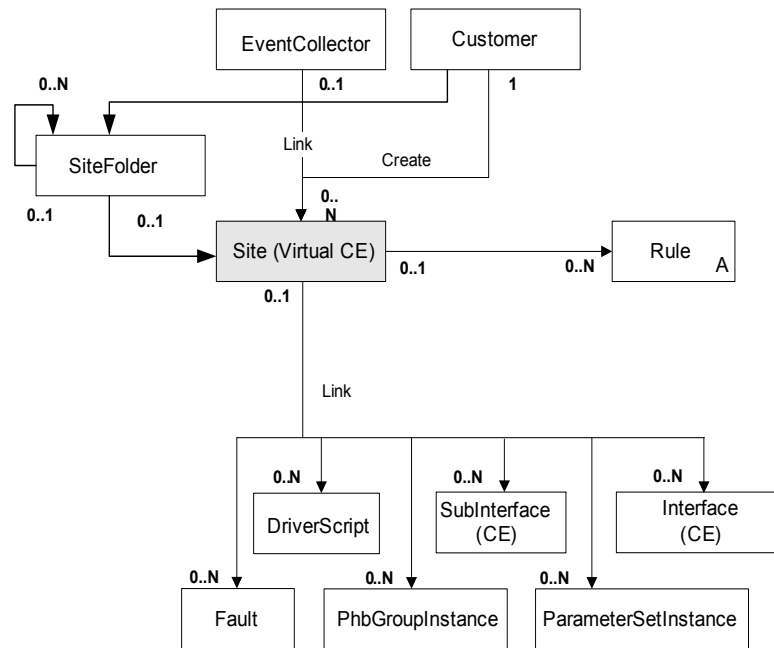 EventCollector
Customer
0..N
0..1
1
Link
SiteFolder
Create
0..1
0..1
0..
N
Site (Virtual CE)
Rule
A
0..1
0..N
0..1
Link
0..N
0..N
0..N
DriverScript
SubInterface
(CE)
Interface
(CE)
0..N
0..N
0..N
Fault
PhbGroupInstance
ParameterSetInstance